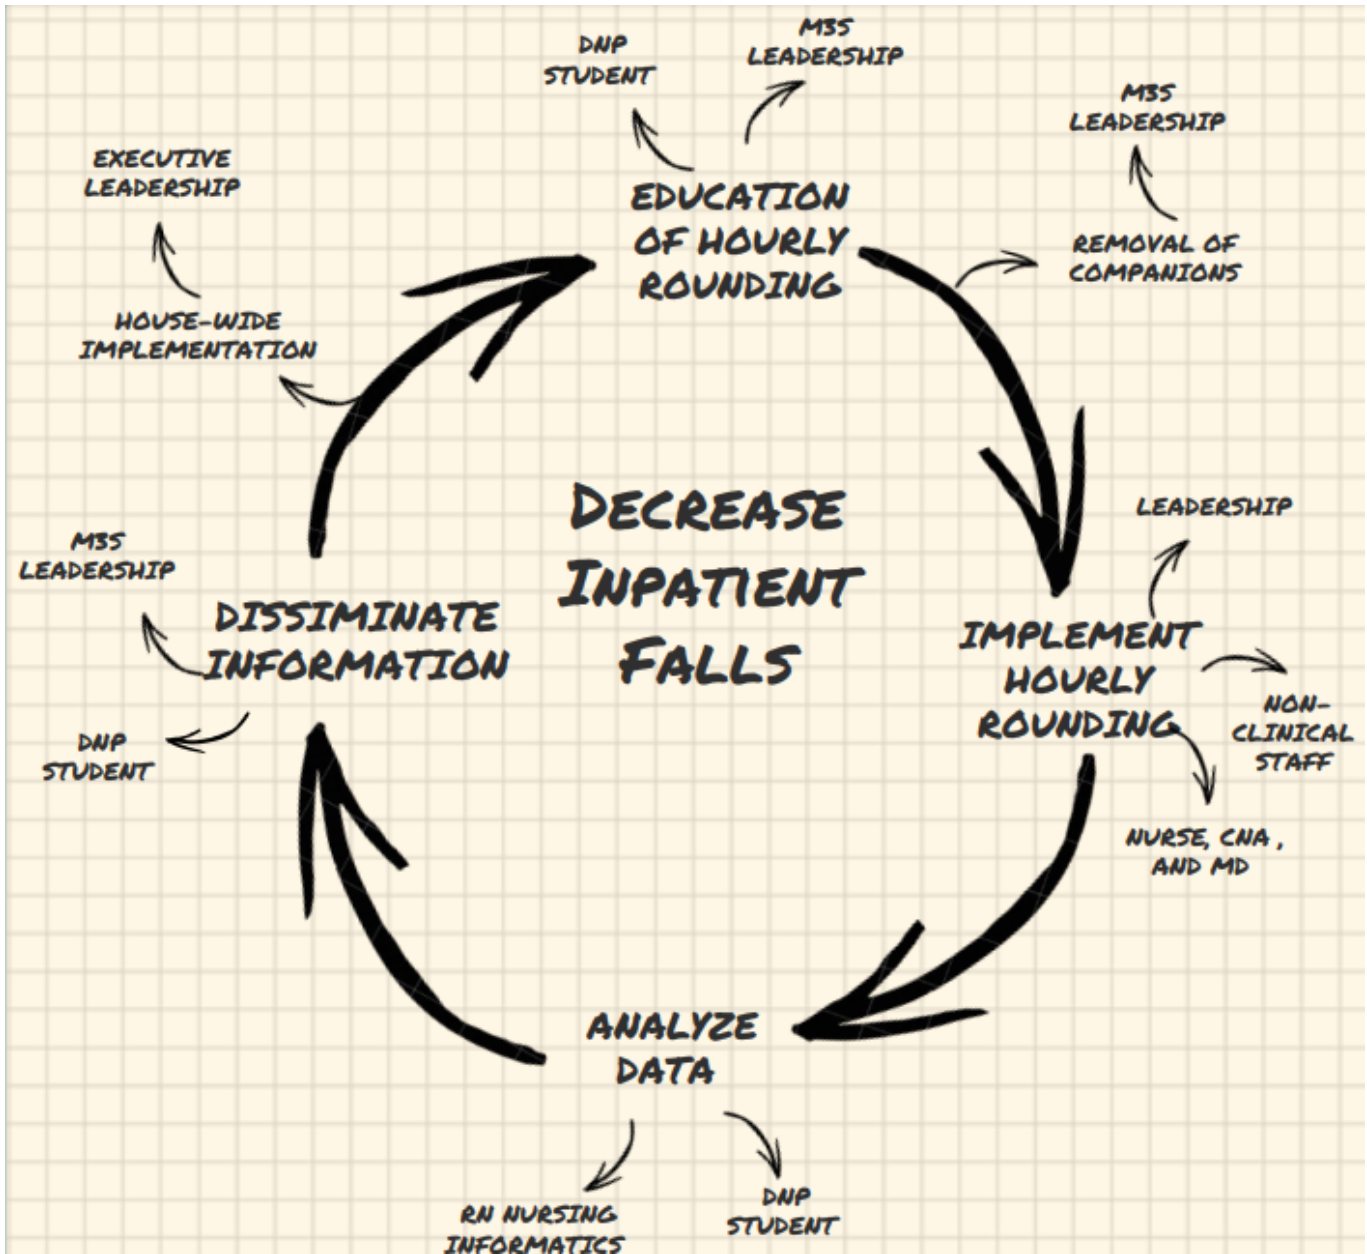 DNP
STUDENT
M3S
LEADERSHIP
M3S
LEADERSHIP
EXECUTIVE
LEADERSHIP
EDUCATION
OF HOURLY
ROUNDING
REMOVAL OF
COMPANIONS
HOUSE-WIDE
IMPLEMENTATION
DECREASE
INPATIENT
FALLS
LEADERSHIP
M3S
LEADERSHIP
DISSIMINATE
INFORMATION
IMPLEMENT
HOURLY
ROUNDING
NON-
CLINICAL
STAFF
DNP
STUDENT
NURSE, CNA ,
AND MD
ANALYZE
DATA
RN NURSING
INFORMATICS
DNP
STUDENT